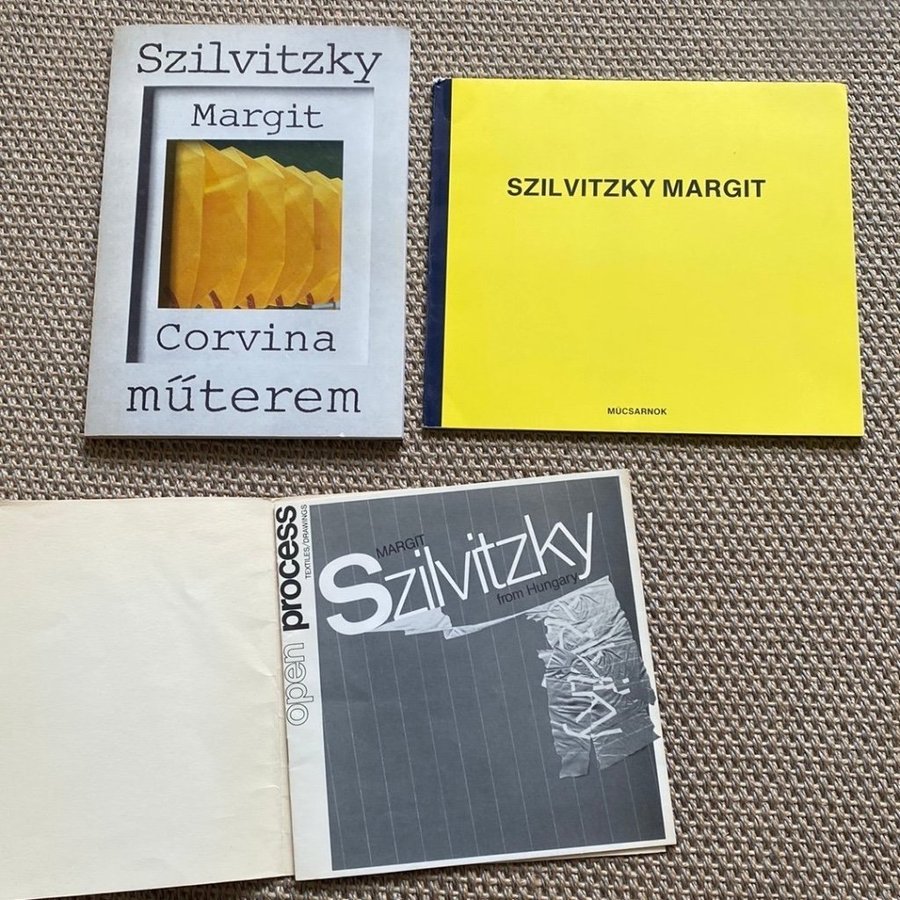 Szilvitzky
Margit
Corvina
műterem
SZILVITZKY MARGIT
MŰCSARNOK
open process
TEXTILES/DRAWINGS
MARGIT
Szilvitzky
from Hungary